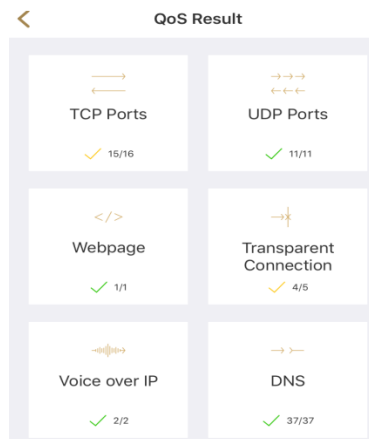 QoS Result
TCP Ports
15/16
UDP Ports
11/11
</>
Webpage
1/1
Transparent
Connection
4/5
Voice over IP
2/2
DNS
37/37